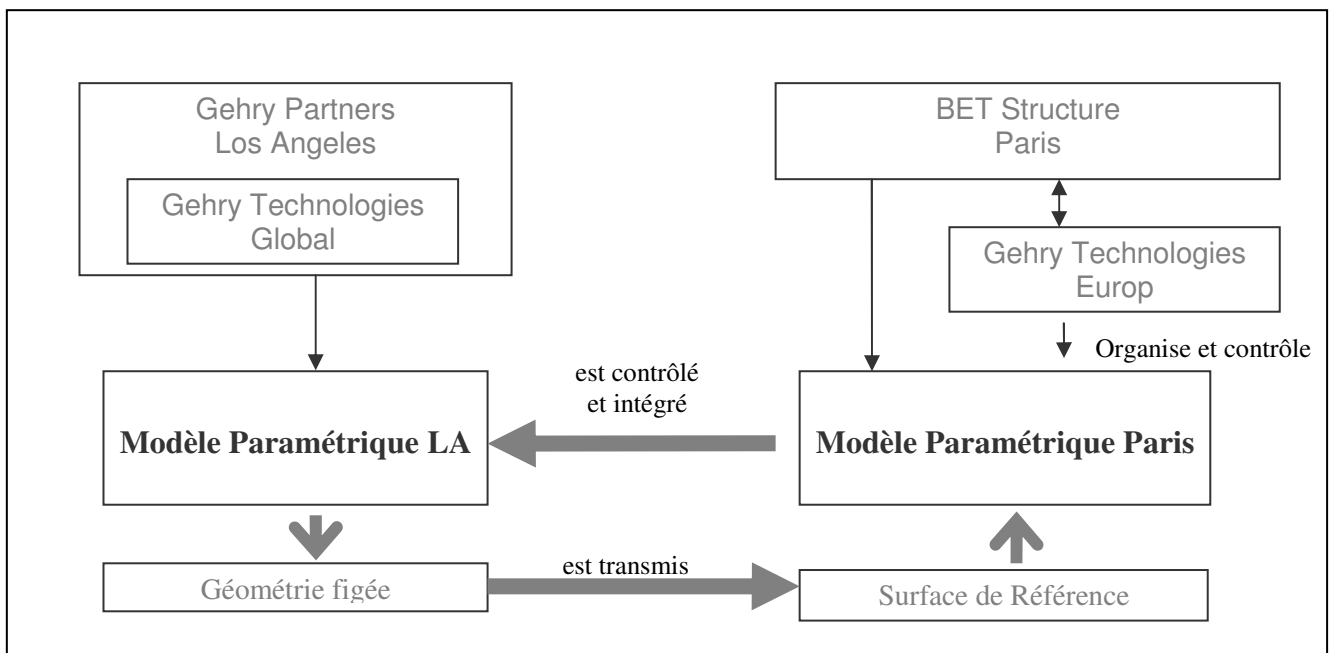 Gehry Partners
Los Angeles
Gehry Technologies
Global
BET Structure
Paris
Gehry Technologies
Europ
Organise et contrôle
est contrôlé
et intégré
Modèle Paramétrique LA
Modèle Paramétrique Paris
est transmis
Géométrie figée
Surface de Référence